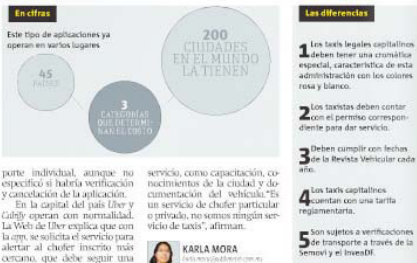 En cifras
Este tipo de aplicaciones ya
operan en varios lugares
45
PAÍSES
3
CATEGORÍAS
QUE DETERMI-
NAN EL COSTO
200
CIUDADES
EN EL MUNDO
LA TIENEN
porte individual, aunque no
especificó si habría verificación
y cancelación de la aplicación.
En la capital del país Uber y
Cabify operan con normalidad.
La Web de Uber explica que con
la app, se solicita el servicio para
alertar al chofer inscrito más
cercano, que debe seguir una
servicio, como capacitación, co-
nocimientos de la ciudad y do-
cumentación del vehículo. "Es
un servicio de chofer particular
o privado, no somos ningún ser-
vicio de taxis", afirman.
KARLA MORA
Las diferencias
1 Los taxis legales capitalinos
deben tener una cromática
especial, característica de esta
administración con los colores
rosa y blanco.
2 Los taxistas deben contar
con el permiso correspon-
diente para dar servicio.
3 Deben cumplir con fechas
de la Revista Vehicular cada
año.
4 Los taxis capitalinos
cuentan con una tarifa
reglamentaria.
5 Son sujetos a verificaciones
de transporte a través de la
Semovi y el InveaDF.